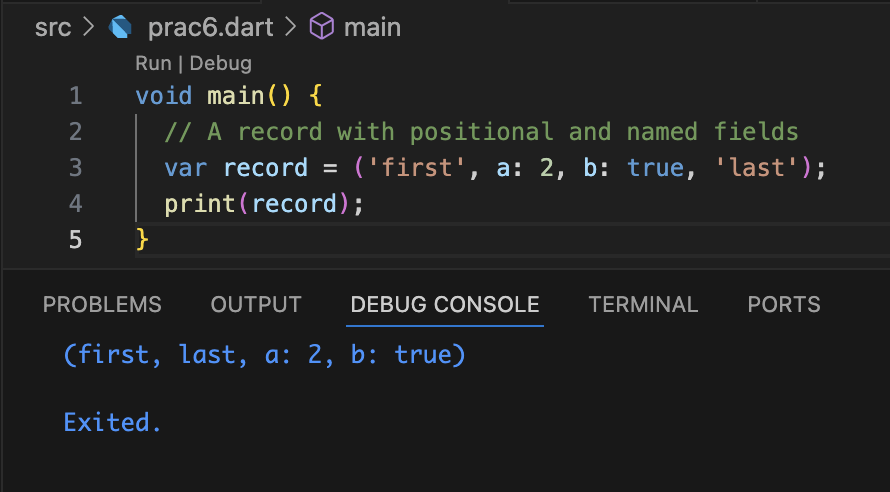 src > prac6.dart > main
Run | Debug
1 void main() {
2 // A record with positional and named fields
3 var record = ('first', a: 2, b: true, 'last');
4 print(record);
5 }
PROBLEMS OUTPUT DEBUG CONSOLE TERMINAL PORTS
(first, last, a: 2, b: true)
Exited.